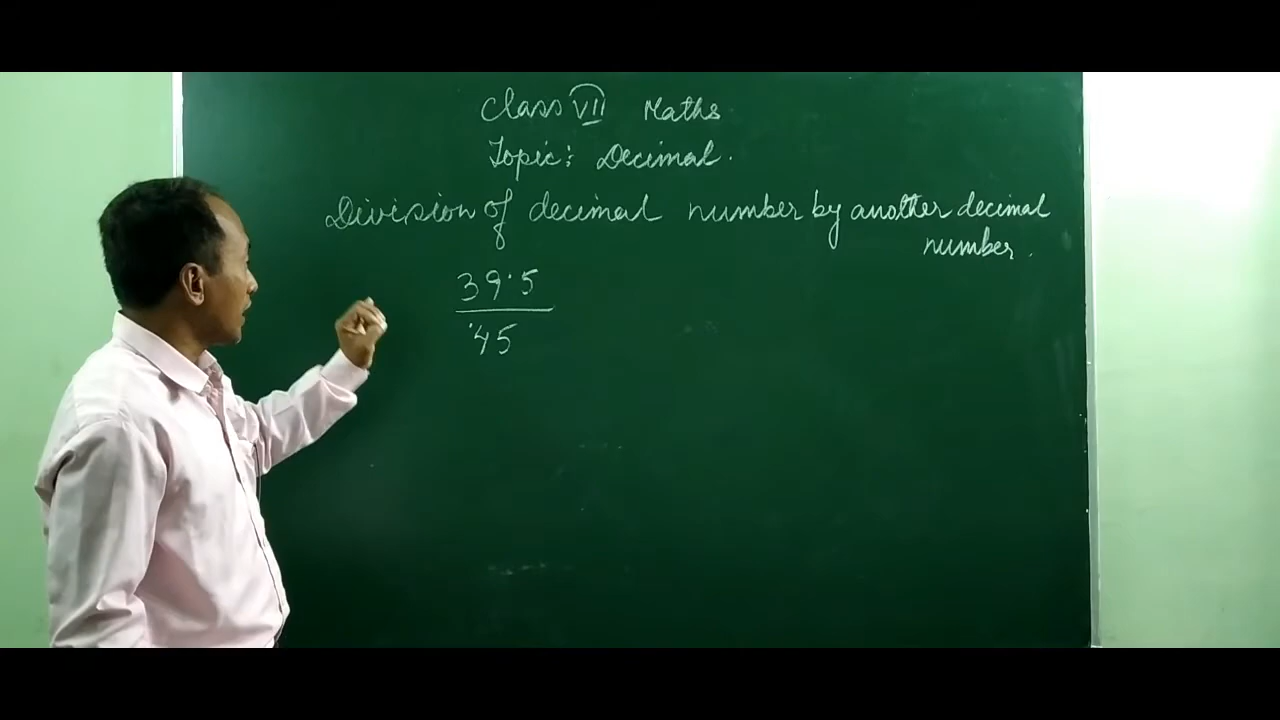 Class VII Maths
Topic: Decimal.
Division of decimal number by another decimal
number.
39.5
.45